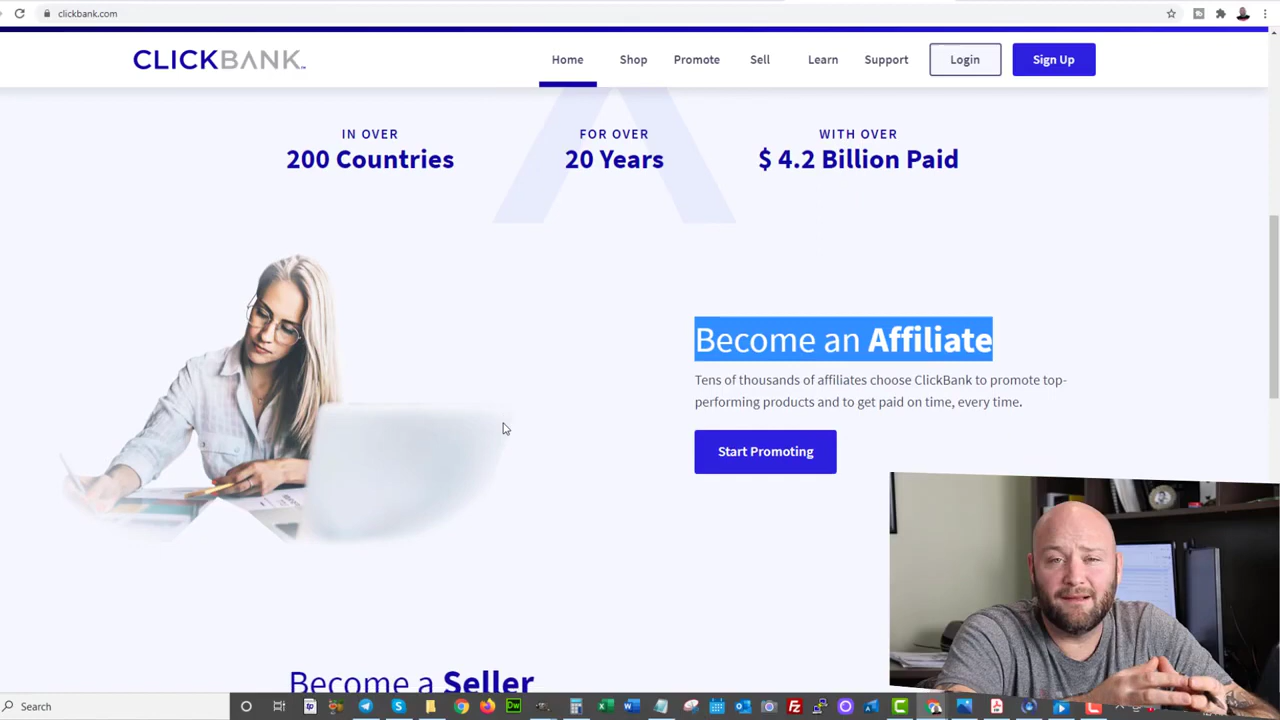 clickbank.com
CLICKBANK
Home Shop Promote Sell Learn Support Login Sign Up
IN OVER
200 Countries
FOR OVER
20 Years
WITH OVER
$ 4.2 Billion Paid
Become an Affiliate
Tens of thousands of affiliates choose ClickBank to promote top-
performing products and to get paid on time, every time.
Start Promoting
Become a Seller
Search